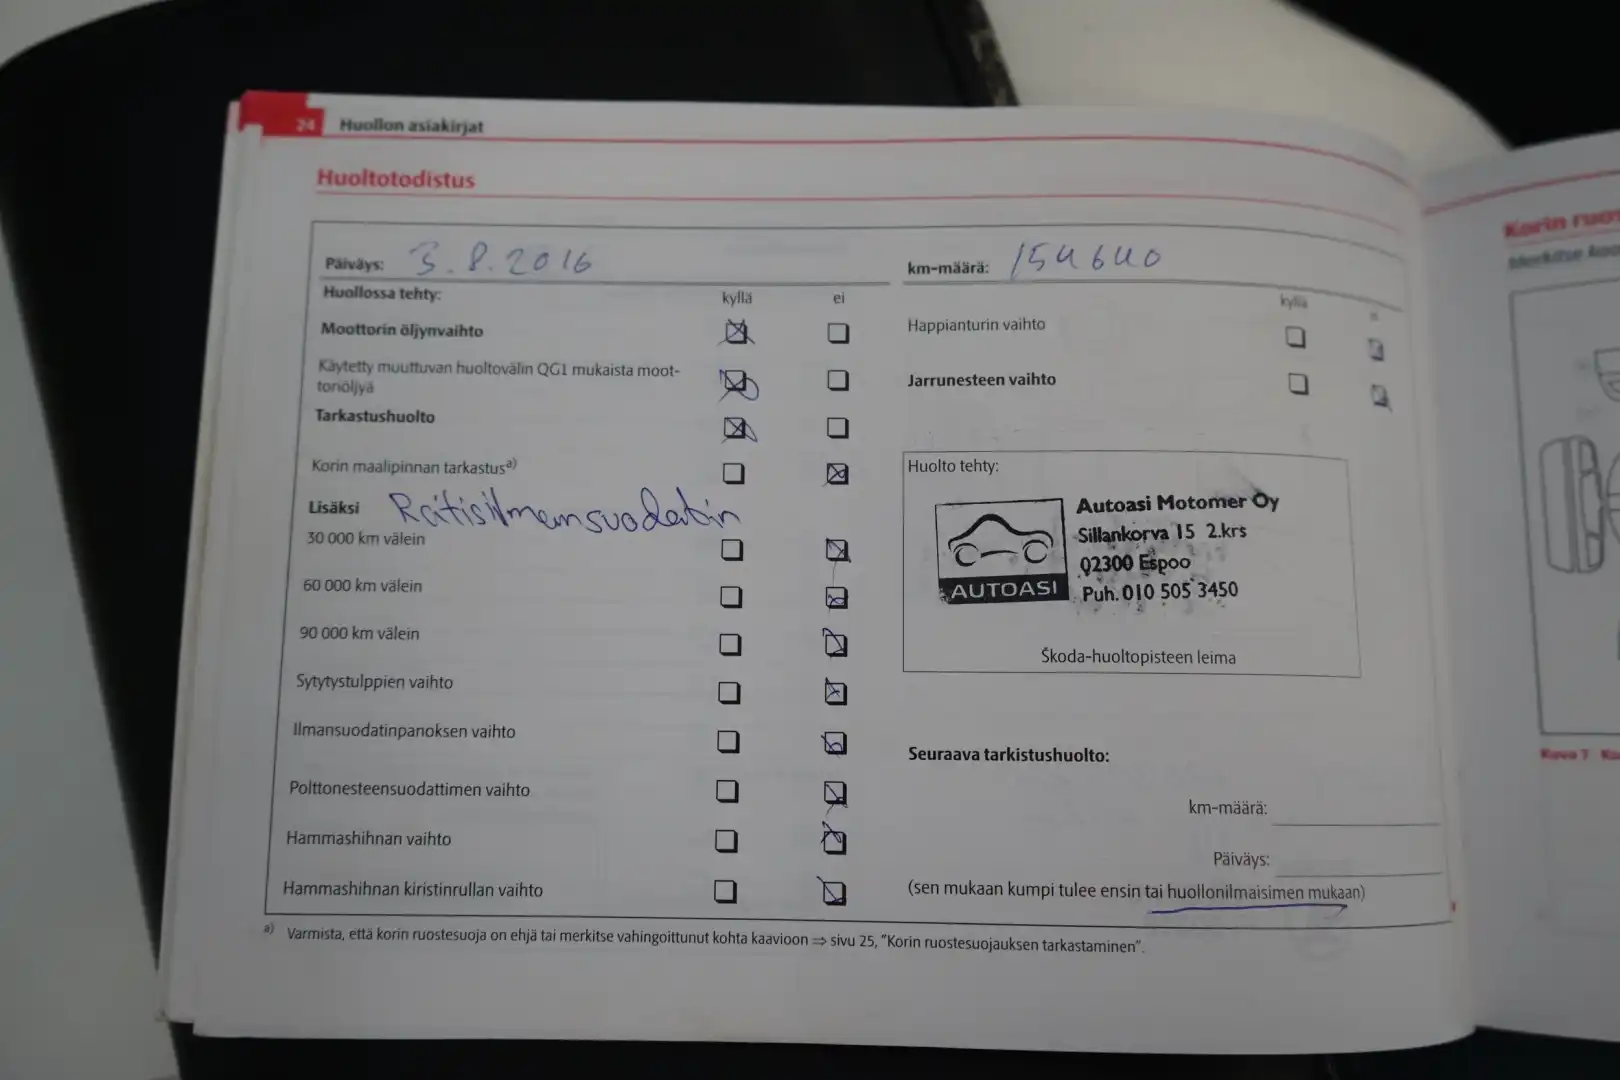 24 Huollon asiakirjat
Huoltotodistus
Päiväys: 3.8.2016
Huollossa tehty: kyllä ei
Moottorin öljynvaihto
Käytetty muuttuvan huoltovälin QG1 mukaista moot-
toriöljyä
Tarkastushuolto
Korin maalipinnan tarkastus a)
Lisäksi Raitisilmansuodatin
30 000 km välein
60 000 km välein
90 000 km välein
Sytytystulppien vaihto
Ilmansuodatinpanoksen vaihto
Polttonesteensuodattimen vaihto
Hammashihnan vaihto
Hammashihnan kiristinrullan vaihto
km-määrä: 154640
kyllä ei
Happianturin vaihto
Jarrunesteen vaihto
Huolto tehty:
AUTOASI
Autoasi Motomer Oy
Sillankorva 15 2.krs
02300 Espoo
Puh. 010 505 3450
Škoda-huoltopisteen leima
Seuraava tarkistushuolto:
km-määrä:
Päiväys:
(sen mukaan kumpi tulee ensin tai huollonilmaisimen mukaan)
a) Varmista, että korin ruostesuoja on ehjä tai merkitse vahingoittunut kohta kaavioon ⇒ sivu 25, "Korin ruostesuojauksen tarkastaminen".
Korin
Merkitse
Kuva 7